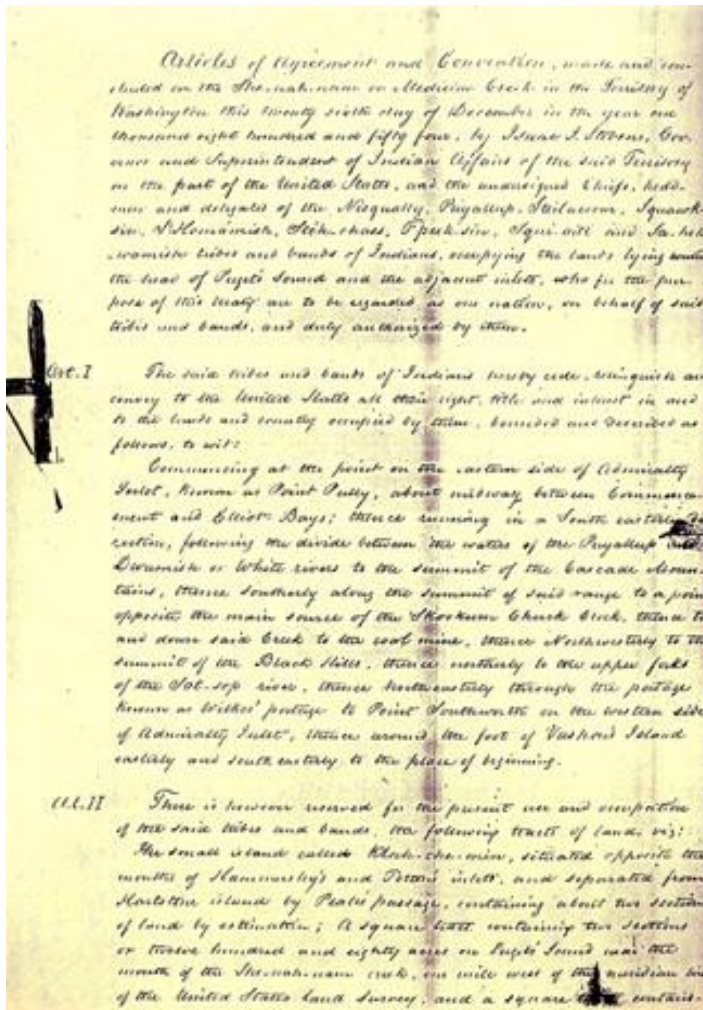 Articles of Agreement and Convention, made and con-
cluded on the She-nah-nam or Medicine Creek in the Territory of
Washington this twenty sixth day of December in the year one
thousand eight hundred and fifty four, by Isaac I. Stevens, Gov-
ernor and Superintendent of Indian Affairs of the said Territory
on the part of the United States, and the undersigned Chiefs, head-
men and delegates of the Nisqually, Puyallup, Steilacoom, Squawk-
sin, S'Homamish, Steh-chass, T'peek-sin, Squi-aitl and Sa-heh
wamish tribes and bands of Indians, occupying the lands lying round
the head of Puget's Sound and the adjacent inlets, who for the pur-
pose of this treaty are to be regarded as one nation, on behalf of said
tribes and bands, and duly authorized by them.
Art. I The said tribes and bands of Indians hereby cede, relinquish an
convey to the United States all their right, title and interest in and
to the lands and country occupied by them, bounded and described as
follows, to wit:
Commencing at the point on the eastern side of Admiralty
Inlet, known as Point Pully, about midway between Commence-
ment and Elliott Bays; thence running in a South easterly di
rection, following the divide between the waters of the Puyallup and
Dwamish or White rivers to the summit of the Cascade Moun-
tains, thence southerly along the summit of said range to a poin
opposite the main source of the Skookum Chuck Creek, thence to
and down said Creek to the coal mine, thence Northwesterly to the
summit of the Black Hills, thence northerly to the upper forks
of the Sat-sop river, thence northeasterly through the portage
known as Wilkes' portage to Point Southworth on the western side
of Admiralty Inlet, thence around the foot of Vashons Island
easterly and south easterly to the place of beginning.
Art. II There is however reserved for the present use and occupation
of the said tribes and bands, the following tracts of land, viz:
The small island called Klah-che-min, situated opposite the
mouths of Hammersley's and Totten's inlets, and separated from
Hartstene island by Peale's passage, containing about two sections
of land by estimation; A square tract containing two sections
or twelve hundred and eighty acres on Puget's Sound near the
mouth of the She-nah-nam creek, one mile west of the meridian line
of the United States land survey, and a square tract contain-